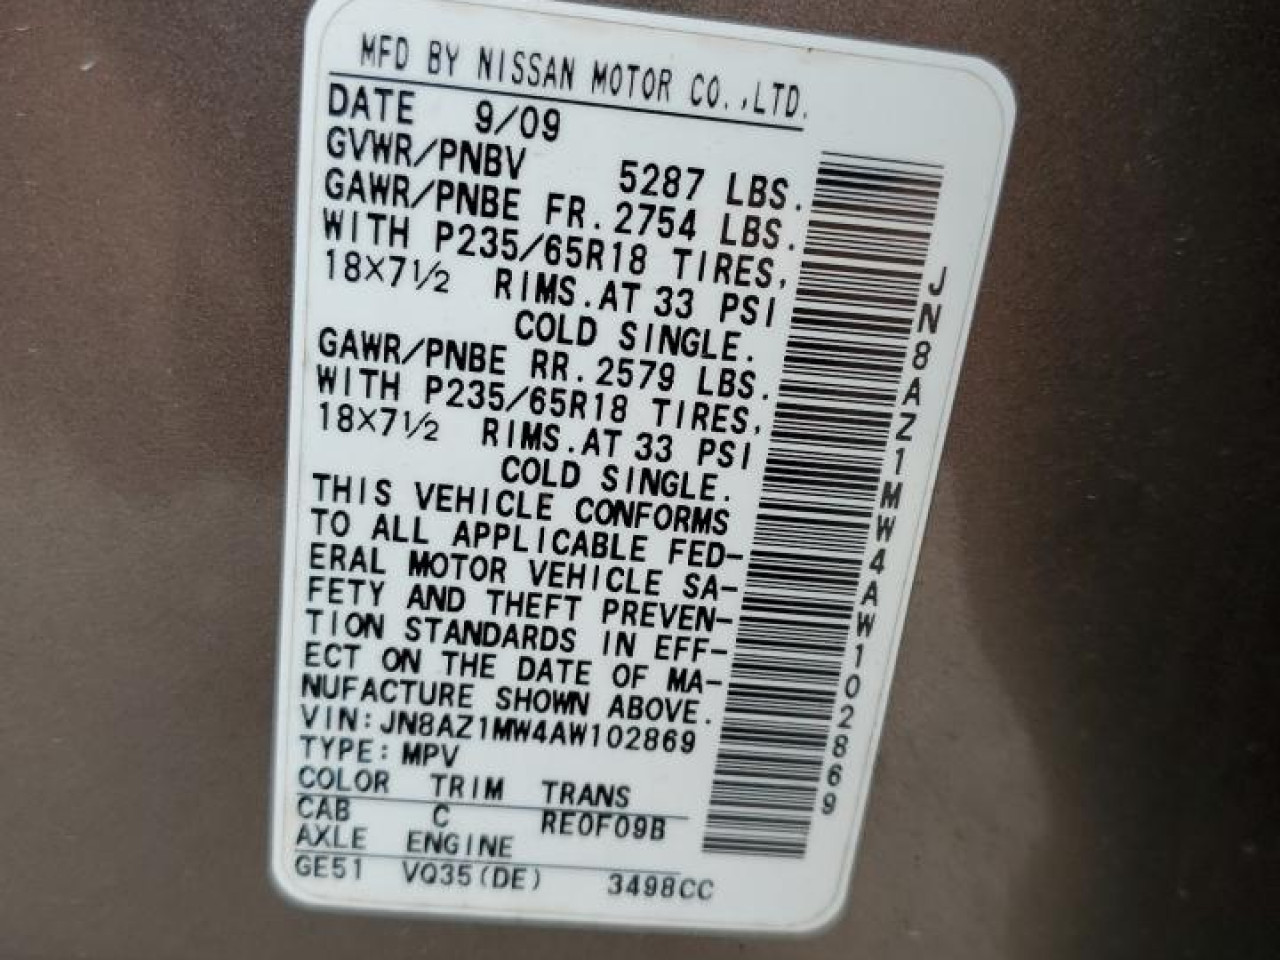 MFD BY NISSAN MOTOR CO.,LTD.
DATE 9/09
GVWR/PNBV 5287 LBS.
GAWR/PNBE FR.2754 LBS.
WITH P235/65R18 TIRES,
18X7½ RIMS.AT 33 PSI
COLD SINGLE.
GAWR/PNBE RR.2579 LBS.
WITH P235/65R18 TIRES,
18X7½ RIMS.AT 33 PSI
COLD SINGLE.
THIS VEHICLE CONFORMS
TO ALL APPLICABLE FED-
ERAL MOTOR VEHICLE SA-
FETY AND THEFT PREVEN-
TION STANDARDS IN EFF-
ECT ON THE DATE OF MA-
NUFACTURE SHOWN ABOVE.
VIN:JN8AZ1MW4AW102869
TYPE:MPV
COLOR TRIM TRANS
CAB C RE0F09B
AXLE ENGINE
GE51 VQ35(DE) 3498CC
JN8AZ1MW4AW102869